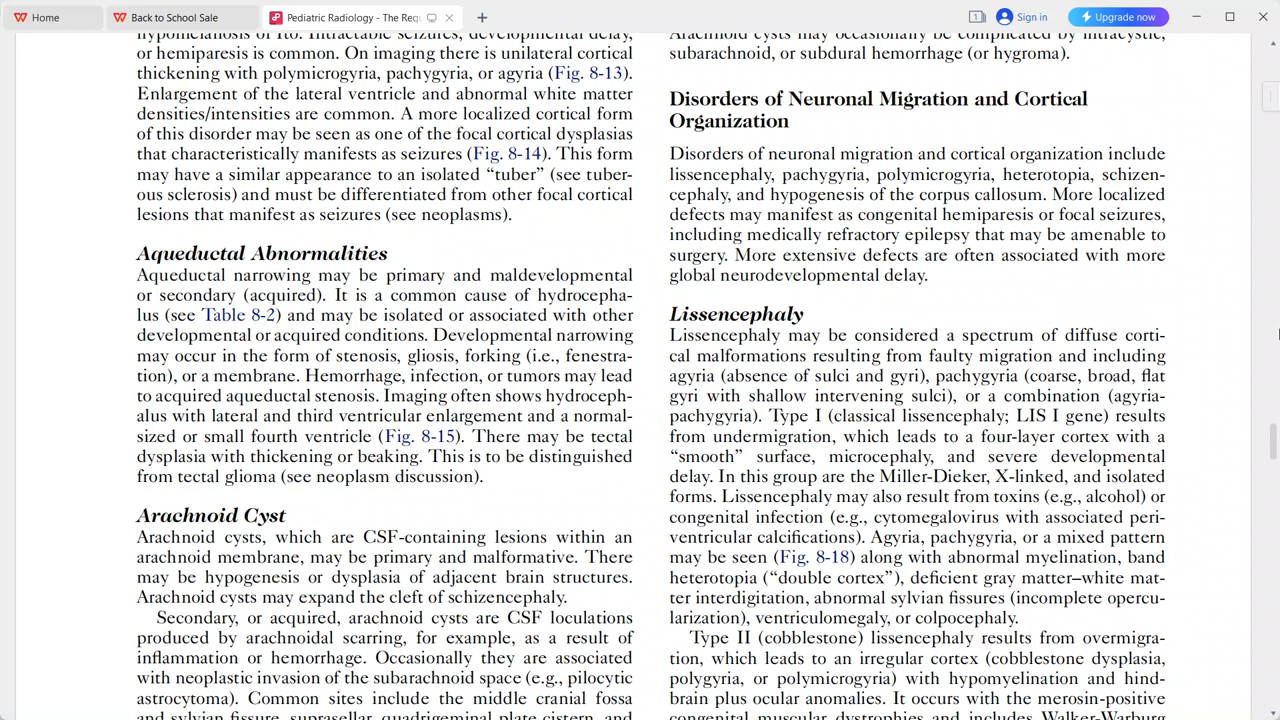 Home
Back to School Sale
Pediatric Radiology - The Requ
1
Sign in
Upgrade now
hypomelanosis of Ito. Intractable seizures, developmental delay,
or hemiparesis is common. On imaging there is unilateral cortical
thickening with polymicrogyria, pachygyria, or agyria (Fig. 8-13).
Enlargement of the lateral ventricle and abnormal white matter
densities/intensities are common. A more localized cortical form
of this disorder may be seen as one of the focal cortical dysplasias
that characteristically manifests as seizures (Fig. 8-14). This form
may have a similar appearance to an isolated “tuber” (see tuber-
ous sclerosis) and must be differentiated from other focal cortical
lesions that manifest as seizures (see neoplasms).
Aqueductal Abnormalities
Aqueductal narrowing may be primary and maldevelopmental
or secondary (acquired). It is a common cause of hydrocepha-
lus (see Table 8-2) and may be isolated or associated with other
developmental or acquired conditions. Developmental narrowing
may occur in the form of stenosis, gliosis, forking (i.e., fenestra-
tion), or a membrane. Hemorrhage, infection, or tumors may lead
to acquired aqueductal stenosis. Imaging often shows hydroceph-
alus with lateral and third ventricular enlargement and a normal-
sized or small fourth ventricle (Fig. 8-15). There may be tectal
dysplasia with thickening or beaking. This is to be distinguished
from tectal glioma (see neoplasm discussion).
Arachnoid Cyst
Arachnoid cysts, which are CSF-containing lesions within an
arachnoid membrane, may be primary and malformative. There
may be hypogenesis or dysplasia of adjacent brain structures.
Arachnoid cysts may expand the cleft of schizencephaly.
Secondary, or acquired, arachnoid cysts are CSF loculations
produced by arachnoidal scarring, for example, as a result of
inflammation or hemorrhage. Occasionally they are associated
with neoplastic invasion of the subarachnoid space (e.g., pilocytic
astrocytoma). Common sites include the middle cranial fossa
and sylvian fissure, suprasellar, quadrigeminal plate cistern, and
Arachnoid cysts may occasionally be complicated by intracystic,
subarachnoid, or subdural hemorrhage (or hygroma).
Disorders of Neuronal Migration and Cortical
Organization
Disorders of neuronal migration and cortical organization include
lissencephaly, pachygyria, polymicrogyria, heterotopia, schizen-
cephaly, and hypogenesis of the corpus callosum. More localized
defects may manifest as congenital hemiparesis or focal seizures,
including medically refractory epilepsy that may be amenable to
surgery. More extensive defects are often associated with more
global neurodevelopmental delay.
Lissencephaly
Lissencephaly may be considered a spectrum of diffuse corti-
cal malformations resulting from faulty migration and including
agyria (absence of sulci and gyri), pachygyria (coarse, broad, flat
gyri with shallow intervening sulci), or a combination (agyria-
pachygyria). Type I (classical lissencephaly; LIS I gene) results
from undermigration, which leads to a four-layer cortex with a
“smooth” surface, microcephaly, and severe developmental
delay. In this group are the Miller-Dieker, X-linked, and isolated
forms. Lissencephaly may also result from toxins (e.g., alcohol) or
congenital infection (e.g., cytomegalovirus with associated peri-
ventricular calcifications). Agyria, pachygyria, or a mixed pattern
may be seen (Fig. 8-18) along with abnormal myelination, band
heterotopia (“double cortex”), deficient gray matter–white mat-
ter interdigitation, abnormal sylvian fissures (incomplete opercu-
larization), ventriculomegaly, or colpocephaly.
Type II (cobblestone) lissencephaly results from overmigra-
tion, which leads to an irregular cortex (cobblestone dysplasia,
polygyria, or polymicrogyria) with hypomyelination and hind-
brain plus ocular anomalies. It occurs with the merosin-positive
congenital muscular dystrophies and includes Walker-Warburg